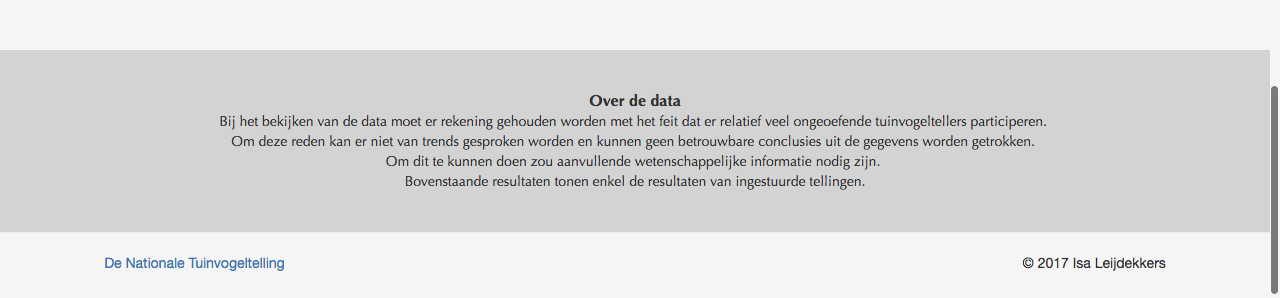 Over de data
Bij het bekijken van de data moet er rekening gehouden worden met het feit dat er relatief veel ongeoefende tuinvogeltellers participeren.
Om deze reden kan er niet van trends gesproken worden en kunnen geen betrouwbare conclusies uit de gegevens worden getrokken.
Om dit te kunnen doen zou aanvullende wetenschappelijke informatie nodig zijn.
Bovenstaande resultaten tonen enkel de resultaten van ingestuurde tellingen.
De Nationale Tuinvogeltelling
© 2017 Isa Leijdekkers